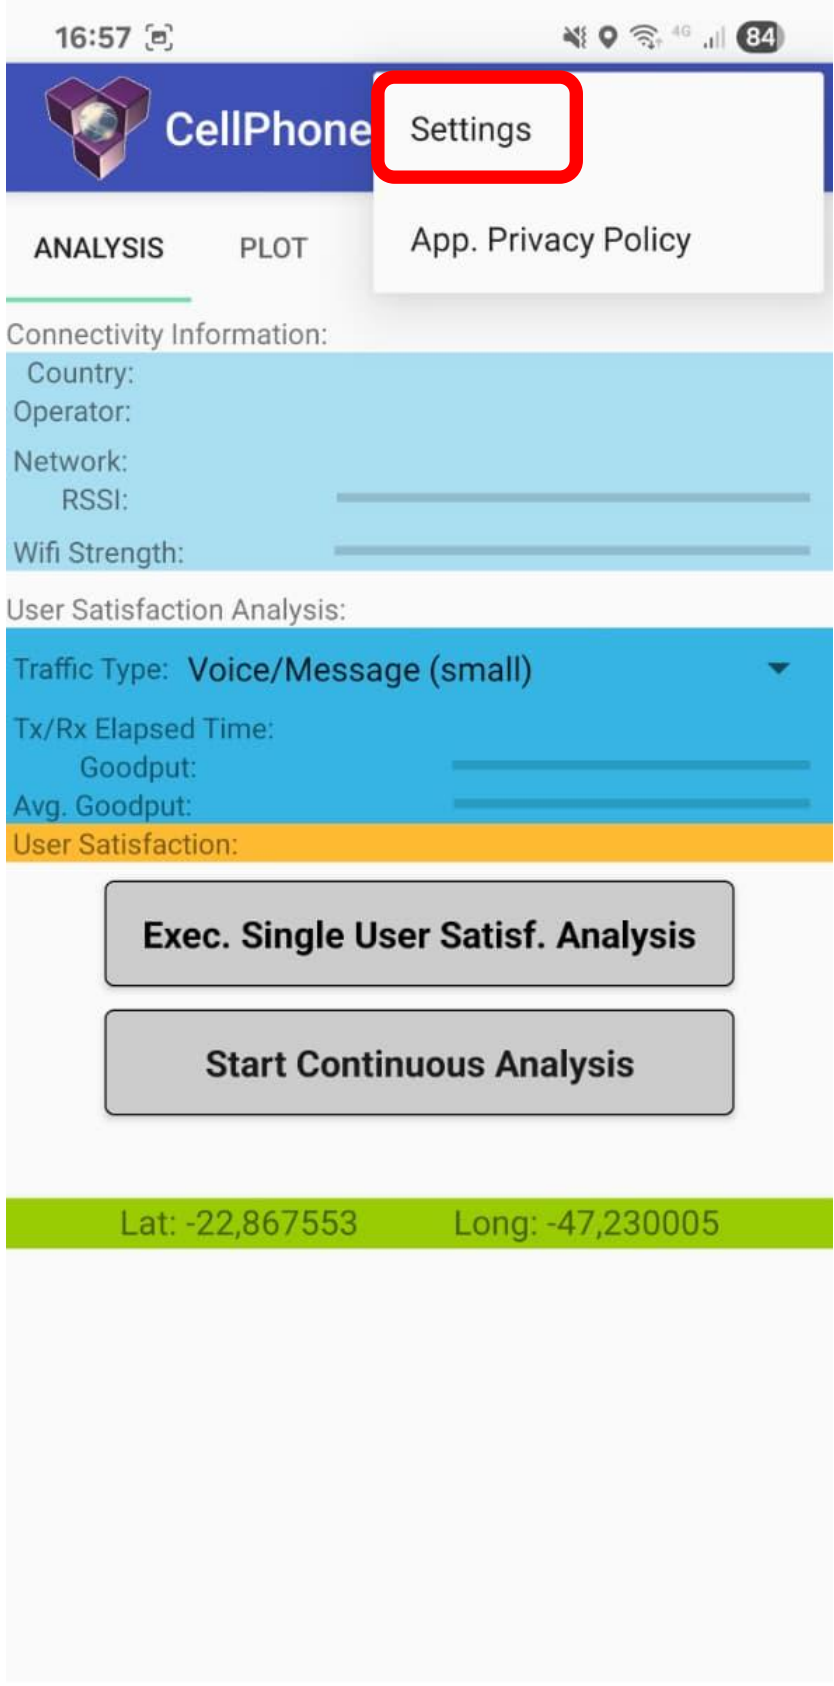 16:57
4G
84
CellPhone
Settings
ANALYSIS
PLOT
App. Privacy Policy
Connectivity Information:
Country:
Operator:
Network:
RSSI:
Wifi Strength:
User Satisfaction Analysis:
Traffic Type: Voice/Message (small)
Tx/Rx Elapsed Time:
Goodput:
Avg. Goodput:
User Satisfaction:
Exec. Single User Satisf. Analysis
Start Continuous Analysis
Lat: -22,867553 Long: -47,230005